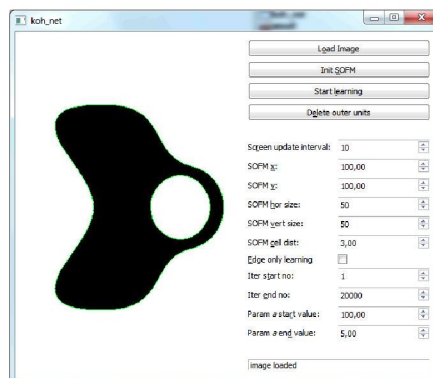 koh_net
Load Image
Init SOFM
Start learning
Delete outer units
Screen update interval: 10
SOFM x: 100,00
SOFM y: 100,00
SOFM hor size: 50
SOFM vert size: 50
SOFM cell dist: 3,00
Edge only learning
Iter start no: 1
Iter end no: 20000
Param a start value: 100,00
Param a end value: 5,00
image loaded